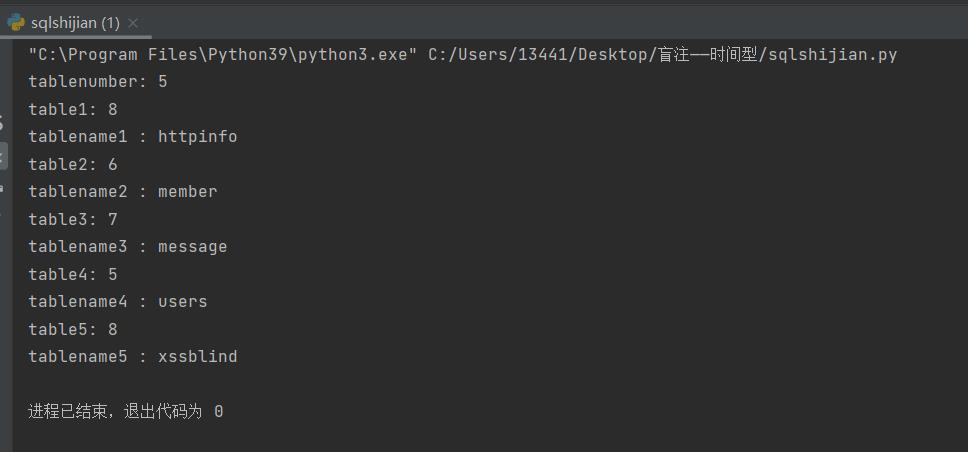 sqlshijian (1)
"C:\Program Files\Python39\python3.exe" C:/Users/13441/Desktop/盲注——时间型/sqlshijian.py
tablenumber: 5
table1: 8
tablename1 : httpinfo
table2: 6
tablename2 : member
table3: 7
tablename3 : message
table4: 5
tablename4 : users
table5: 8
tablename5 : xssblind
进程已结束，退出代码为 0